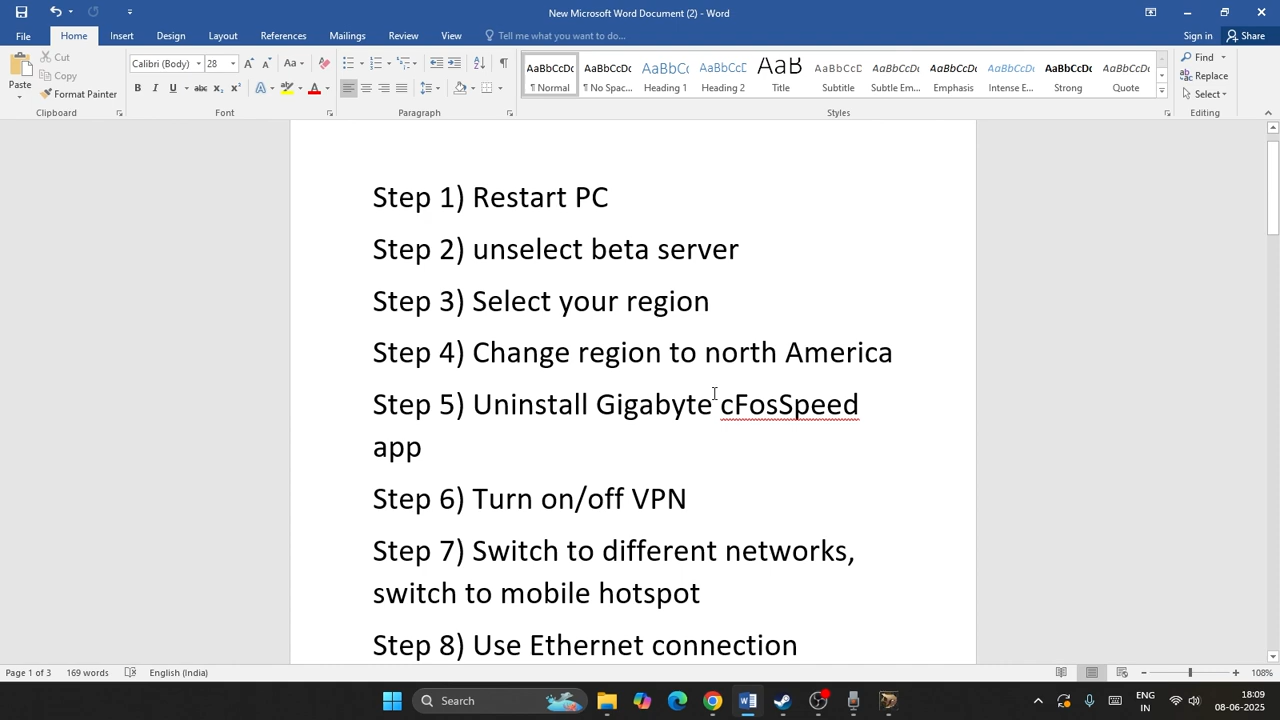 New Microsoft Word Document (2) - Word
File Home Insert Design Layout References Mailings Review View Tell me what you want to do... Sign in Share
Paste Cut Calibri (Body) 28 Aa AaBbCcDc AaBbCcDc AaBbCc AaBbCcD AaB AaBbCcD AaBbCcDc AaBbCcDc AaBbCcDc AaBbCcDc AaBbCcDc Find
Copy ¶ Normal ¶ No Spac... Heading 1 Heading 2 Title Subtitle Subtle Em... Emphasis Intense E... Strong Quote Replace
Format Painter B I U abc X₂ X² A Select
Clipboard Font Paragraph Styles Editing
Step 1) Restart PC
Step 2) unselect beta server
Step 3) Select your region
Step 4) Change region to north America
Step 5) Uninstall Gigabyte cFosSpeed
app
Step 6) Turn on/off VPN
Step 7) Switch to different networks,
switch to mobile hotspot
Step 8) Use Ethernet connection
Page 1 of 3 169 words English (India) 108%
Search ENG 18:09
IN 08-06-2025